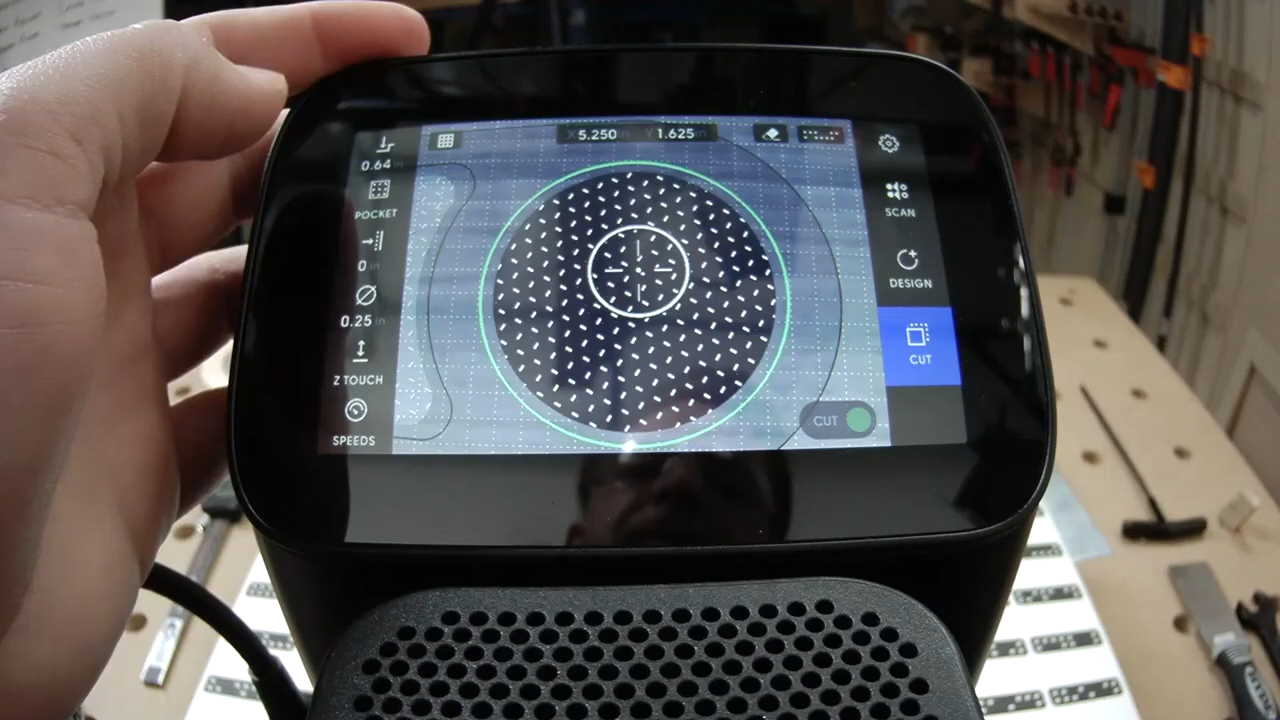 X 5.250 in Y 1.625 in
0.64 in
POCKET
0 in
0.25 in
Z TOUCH
SPEEDS
SCAN
DESIGN
CUT
CUT